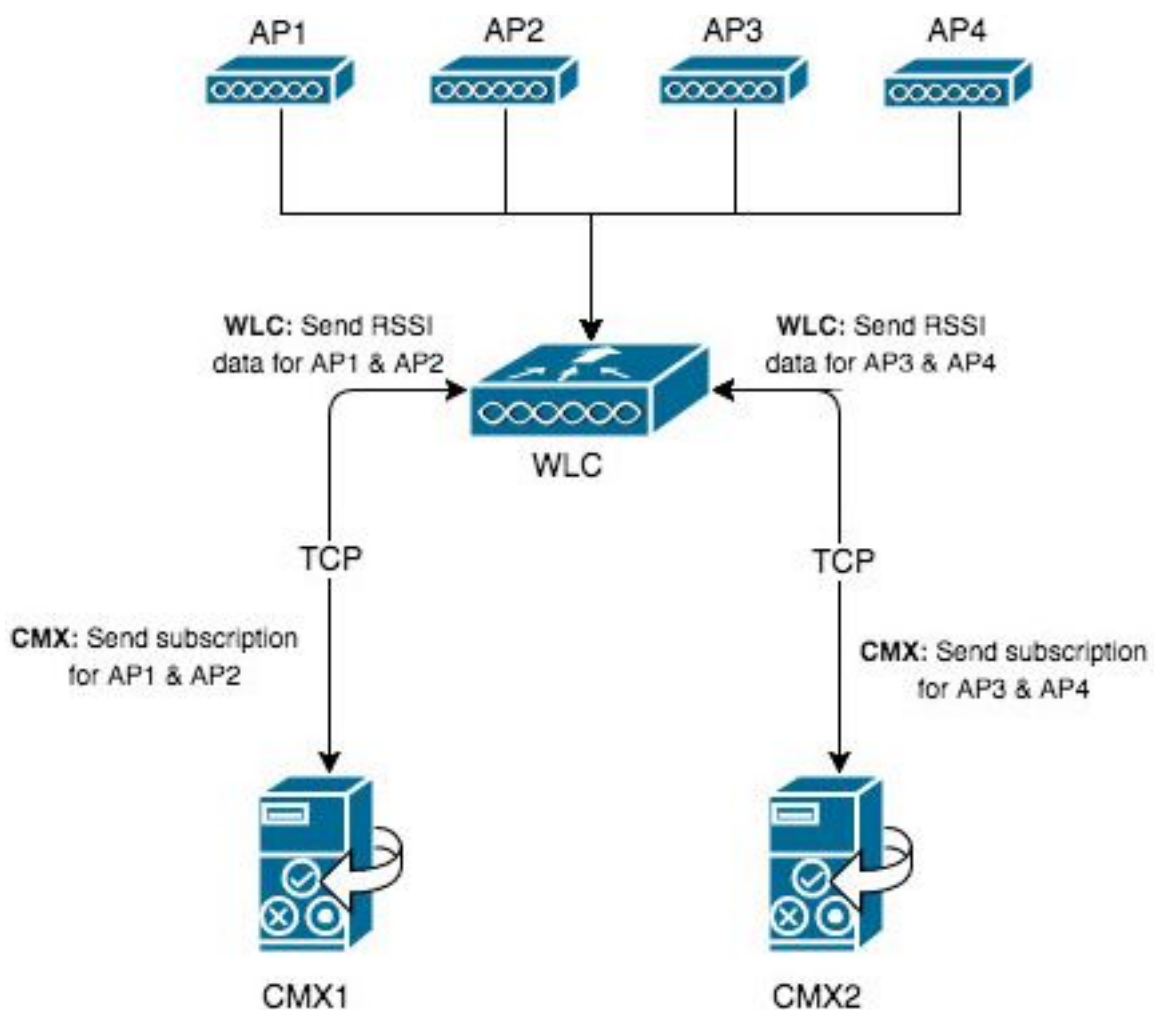 AP1
AP2
AP3
AP4
WLC: Send RSSI
data for AP1 & AP2
WLC: Send RSSI
data for AP3 & AP4
WLC
TCP
TCP
CMX: Send subscription
for AP1 & AP2
CMX: Send subscription
for AP3 & AP4
CMX1
CMX2